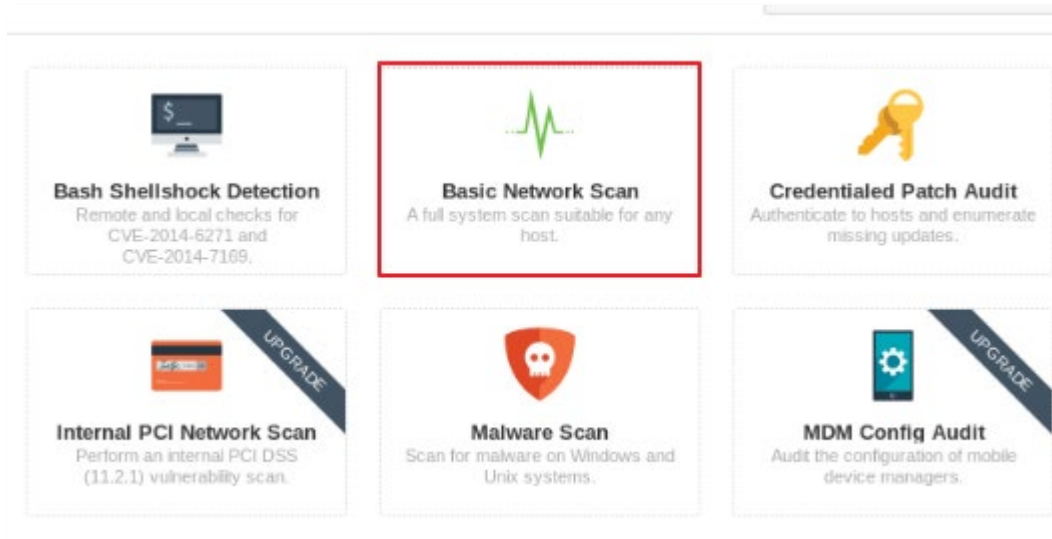 $_
Bash Shellshock Detection
Remote and local checks for
CVE-2014-6271 and
CVE-2014-7169.
Basic Network Scan
A full system scan suitable for any
host.
Credentialed Patch Audit
Authenticate to hosts and enumerate
missing updates.
UPGRADE
Internal PCI Network Scan
Perform an internal PCI DSS
(11.2.1) vulnerability scan.
Malware Scan
Scan for malware on Windows and
Unix systems.
UPGRADE
MDM Config Audit
Audit the configuration of mobile
device managers.